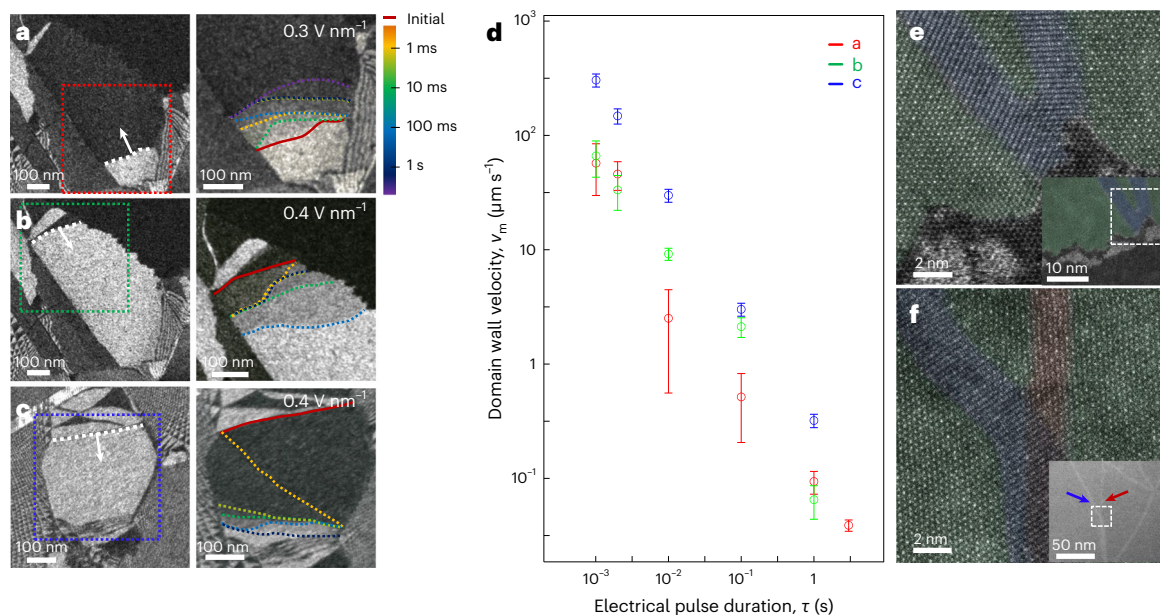 a
0.3 V nm⁻¹
100 nm
100 nm
Initial
1 ms
10 ms
100 ms
1 s
b
0.4 V nm⁻¹
100 nm
100 nm
c
0.4 V nm⁻¹
100 nm
100 nm
d
10³
10²
10
1
10⁻¹
Domain wall velocity, vₘ (µm s⁻¹)
a
b
c
10⁻³
10⁻²
10⁻¹
1
Electrical pulse duration, τ (s)
e
2 nm
10 nm
f
2 nm
50 nm